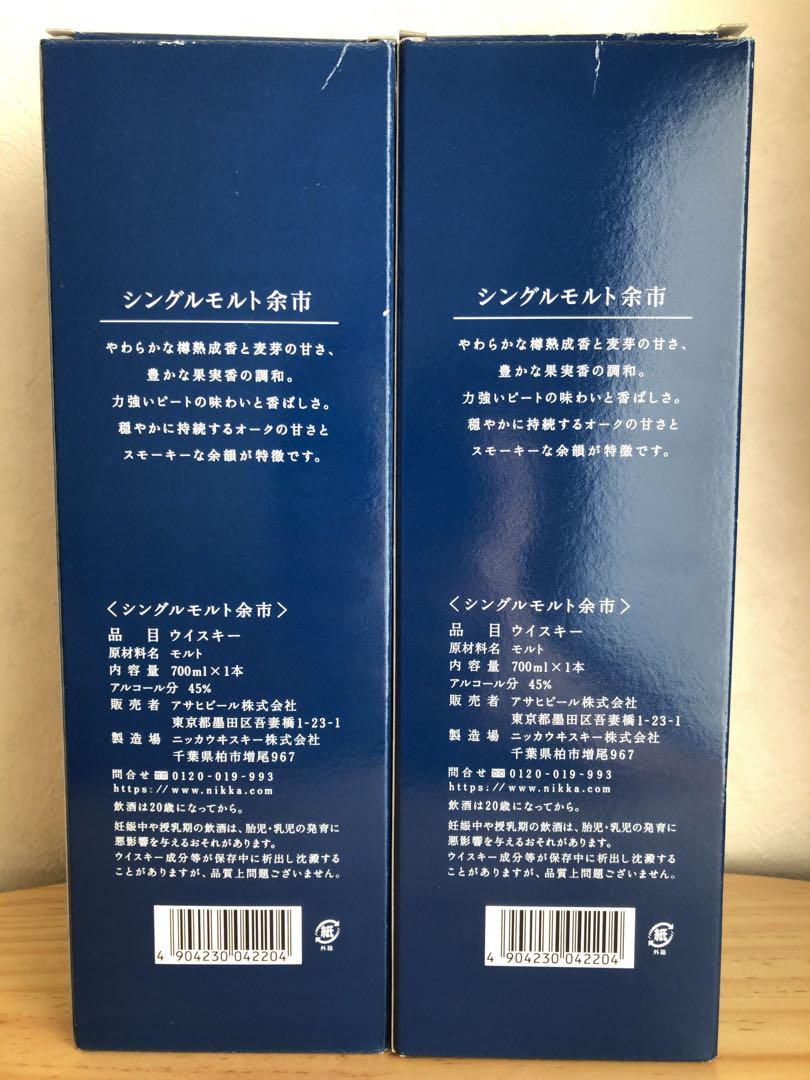 シングルモルト余市
やわらかな樽熟成香と麦芽の甘さ、
豊かな果実香の調和。
力強いピートの味わいと香ばしさ。
穏やかに持続するオークの甘さと
スモーキーな余韻が特徴です。
〈シングルモルト余市〉
品 目 ウイスキー
原材料名 モルト
内容量 700ml×1本
アルコール分 45%
販売者 アサヒビール株式会社
東京都墨田区吾妻橋1-23-1
製造場 ニッカウヰスキー株式会社
千葉県柏市増尾967
問合せ 0120-019-993
https://www.nikka.com
飲酒は20歳になってから。
妊娠中や授乳期の飲酒は、胎児・乳児の発育に
悪影響を与えるおそれがあります。
ウイスキー成分等が保存中に析出し沈澱する
ことがありますが、品質上問題ございません。
4 904230 042204
紙
外箱
シングルモルト余市
やわらかな樽熟成香と麦芽の甘さ、
豊かな果実香の調和。
力強いピートの味わいと香ばしさ。
穏やかに持続するオークの甘さと
スモーキーな余韻が特徴です。
〈シングルモルト余市〉
品 目 ウイスキー
原材料名 モルト
内容量 700ml×1本
アルコール分 45%
販売者 アサヒビール株式会社
東京都墨田区吾妻橋1-23-1
製造場 ニッカウヰスキー株式会社
千葉県柏市増尾967
問合せ 0120-019-993
https://www.nikka.com
飲酒は20歳になってから。
妊娠中や授乳期の飲酒は、胎児・乳児の発育に
悪影響を与えるおそれがあります。
ウイスキー成分等が保存中に析出し沈澱する
ことがありますが、品質上問題ございません。
4 904230 042204
紙
外箱